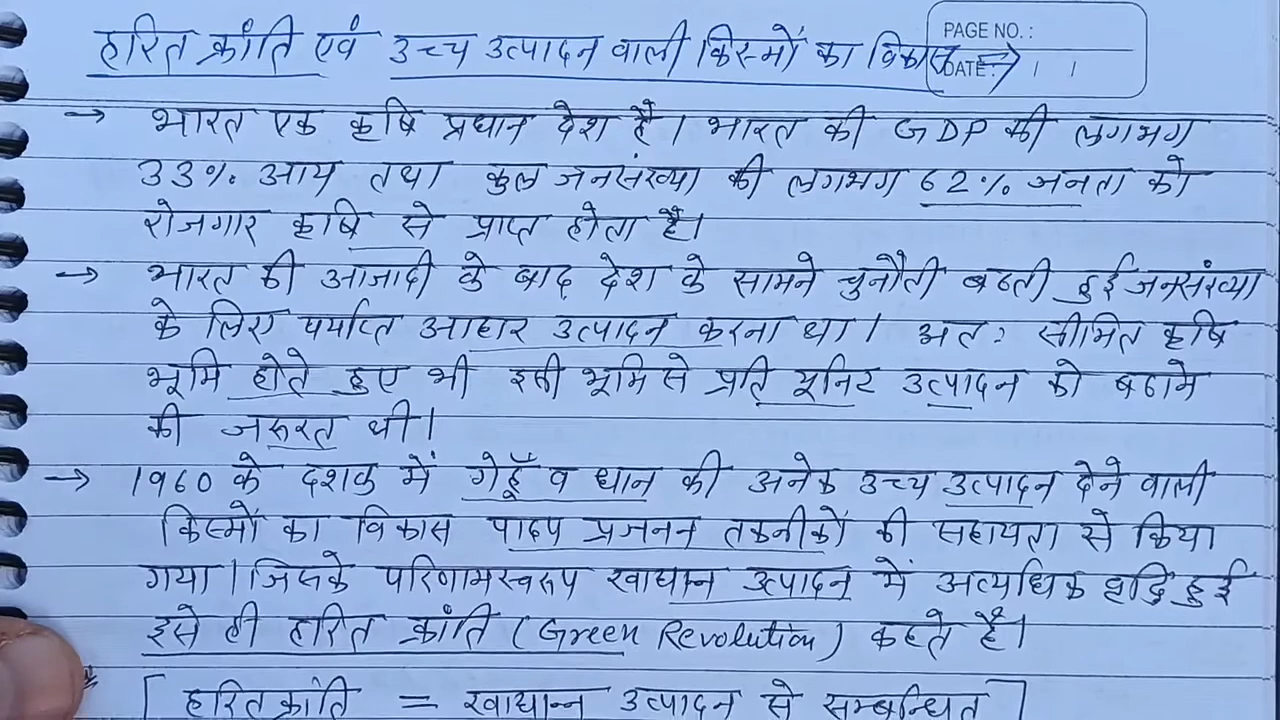 हरित क्रांति एवं उच्च उत्पादन वाली किस्मों का विकास ⇒
PAGE NO.:
DATE: / /
→ भारत एक कृषि प्रधान देश है। भारत की GDP की लगभग
33% आय तथा कुल जनसंख्या की लगभग 62% जनता को
रोजगार कृषि से प्राप्त होता है।
→ भारत की आजादी के बाद देश के सामने चुनौती बढती हुई जनसंख्या
के लिए पर्याप्त आहार उत्पादन करना था। अतः सीमित कृषि
भूमि होते हुए भी इसी भूमि से प्रति यूनिट उत्पादन को बढाने
की जरुरत थी।
→ 1960 के दशक में गेहूँ व धान की अनेक उच्च उत्पादन देने वाली
किस्मों का विकास पादप प्रजनन तकनीकों की सहायता से किया
गया। जिसके परिणामस्वरूप खाद्यान उत्पादन में अत्यधिक वृद्धि हुई
इसे ही हरित क्रांति (Green Revolution) कहते है।
[हरितक्रांति = खाद्यान्न उत्पादन से सम्बन्धित]